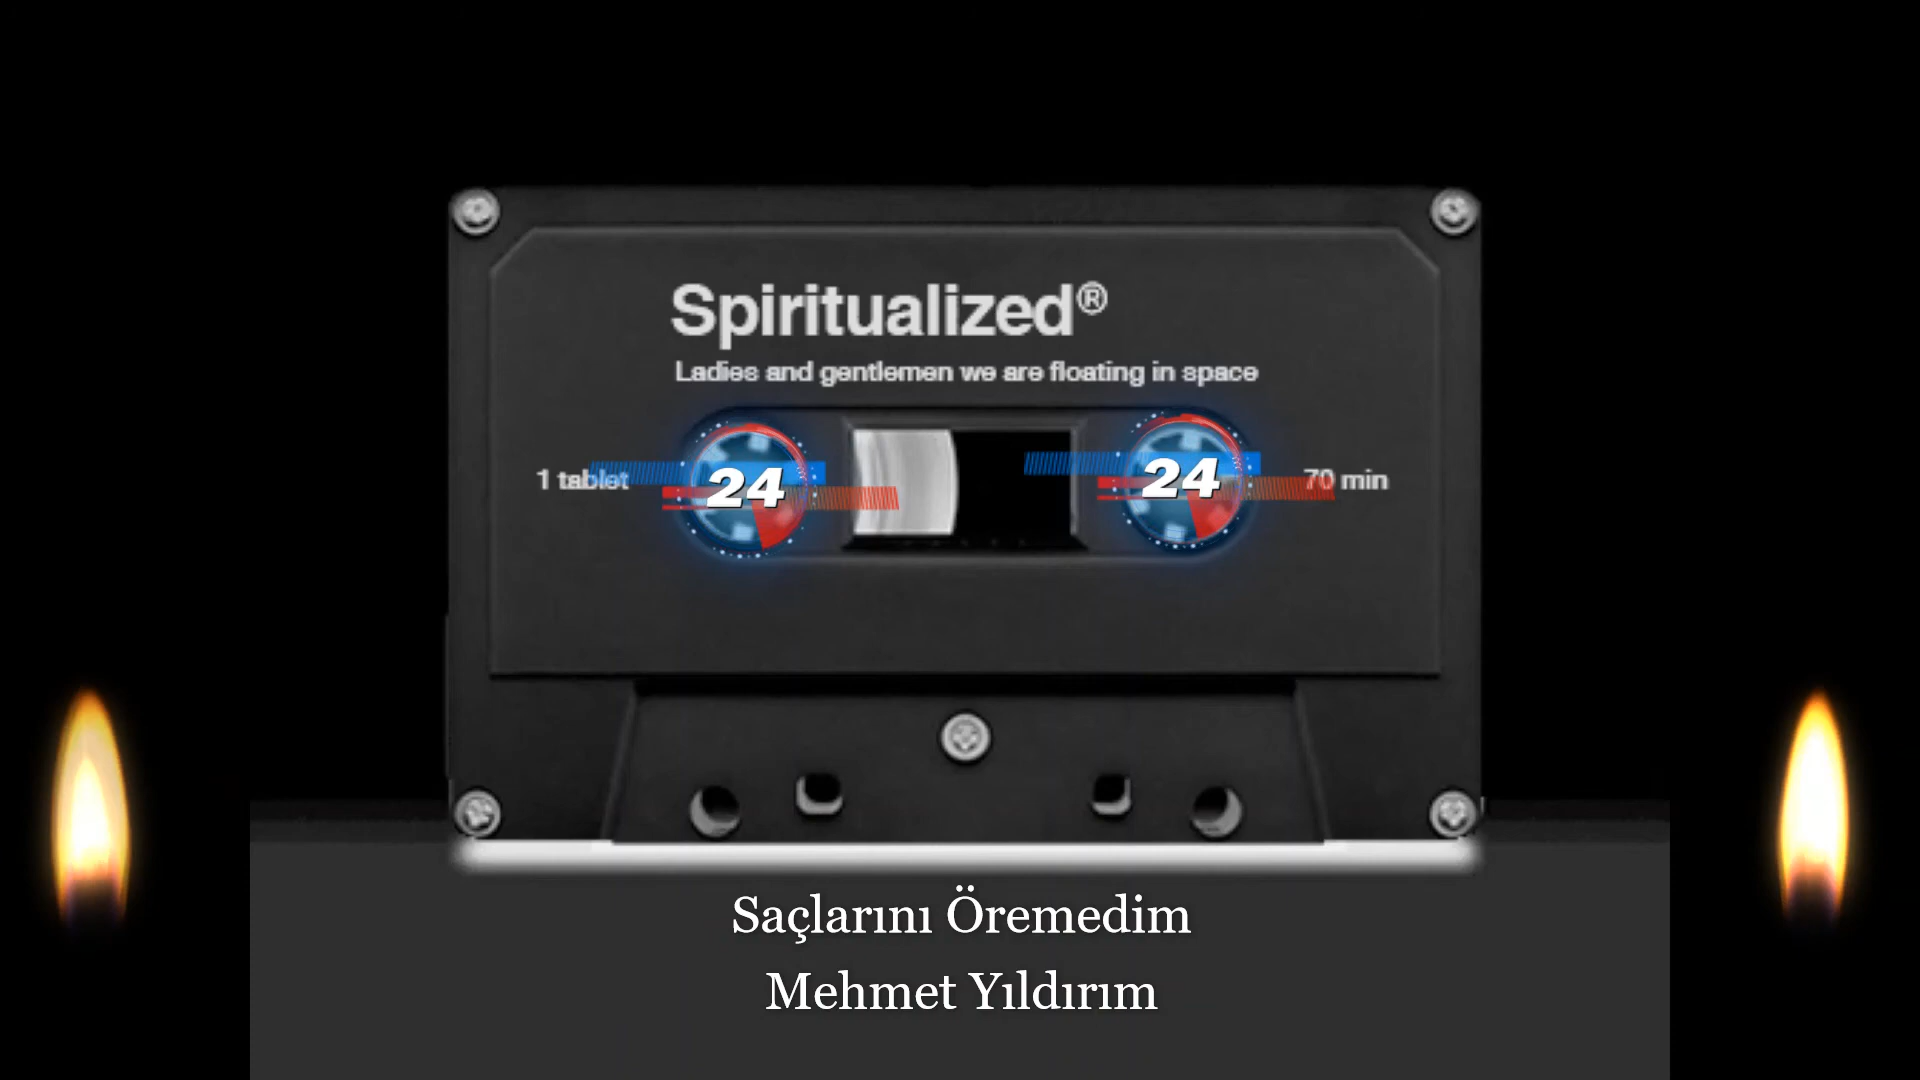 Spiritualized®
Ladies and gentlemen we are floating in space
1 tablet
24
24
70 min
Saçlarını Öremedim
Mehmet Yıldırım